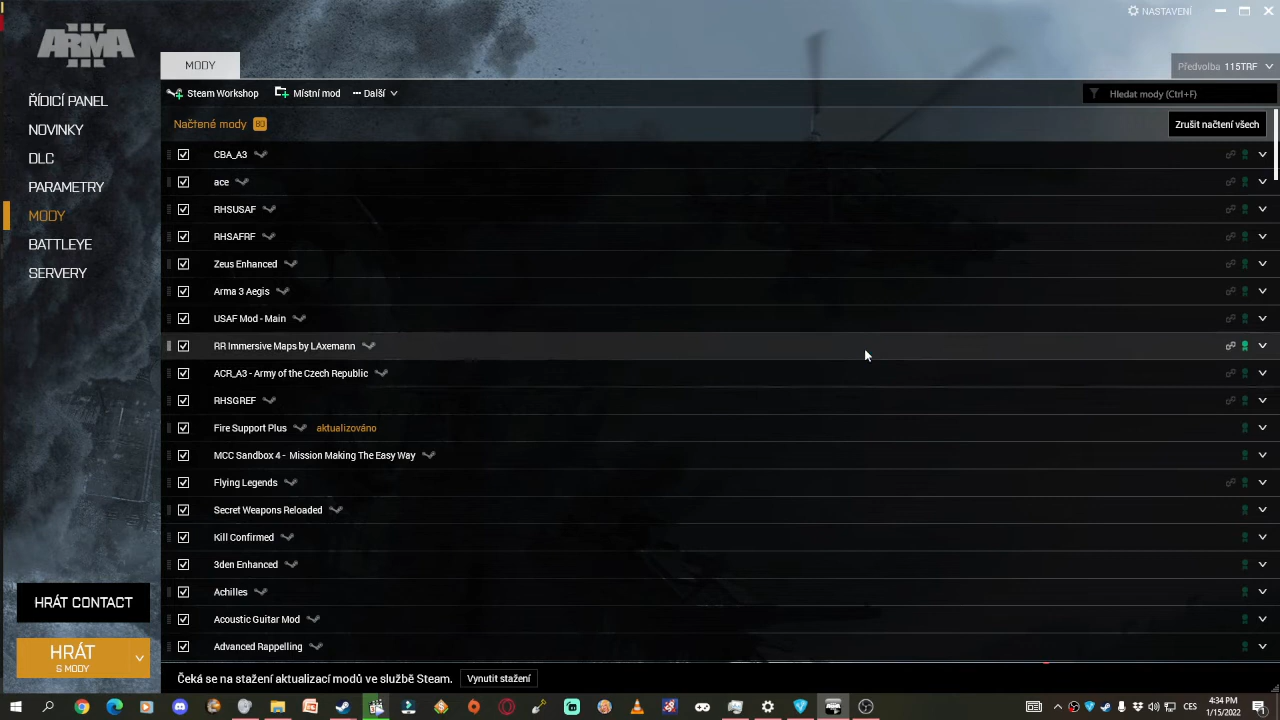 ARMA III
NASTAVENÍ
MODY
Předvolba 115TRF
ŘÍDICÍ PANEL
NOVINKY
DLC
PARAMETRY
MODY
BATTLEYE
SERVERY
Steam Workshop
Místní mod
Další
Hledat mody (Ctrl+F)
Načtené mody 80
Zrušit načtení všech
CBA_A3
ace
RHSUSAF
RHSAFRF
Zeus Enhanced
Arma 3 Aegis
USAF Mod - Main
RR Immersive Maps by LAxemann
ACR_A3 - Army of the Czech Republic
RHSGREF
Fire Support Plus aktualizováno
MCC Sandbox 4 - Mission Making The Easy Way
Flying Legends
Secret Weapons Reloaded
Kill Confirmed
3den Enhanced
Achilles
Acoustic Guitar Mod
Advanced Rappelling
HRÁT CONTACT
HRÁT
S MODY
Čeká se na stažení aktualizací modů ve službě Steam.
Vynutit stažení
CES
4:34 PM
1/15/2022